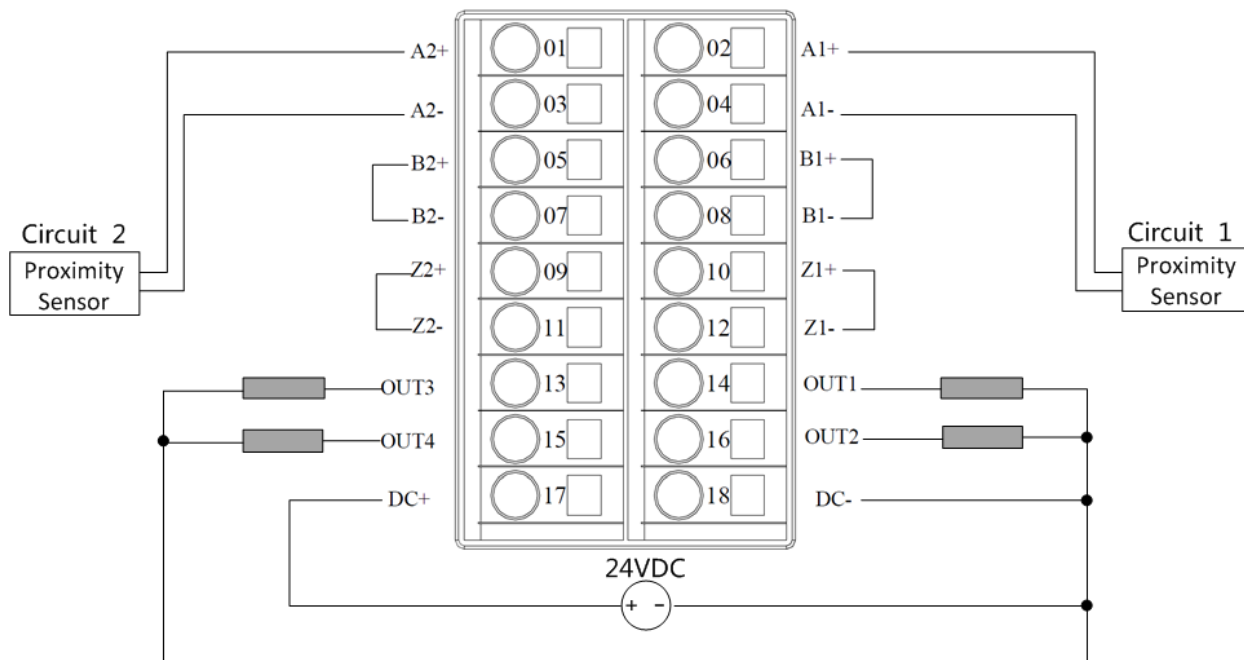 A2+ 01 02 A1+
A2- 03 04 A1-
B2+ 05 06 B1+
B2- 07 08 B1-
Circuit 2
Proximity
Sensor
Circuit 1
Proximity
Sensor
Z2+ 09 10 Z1+
Z2- 11 12 Z1-
OUT3 13 14 OUT1
OUT4 15 16 OUT2
DC+ 17 18 DC-
24VDC
+ -